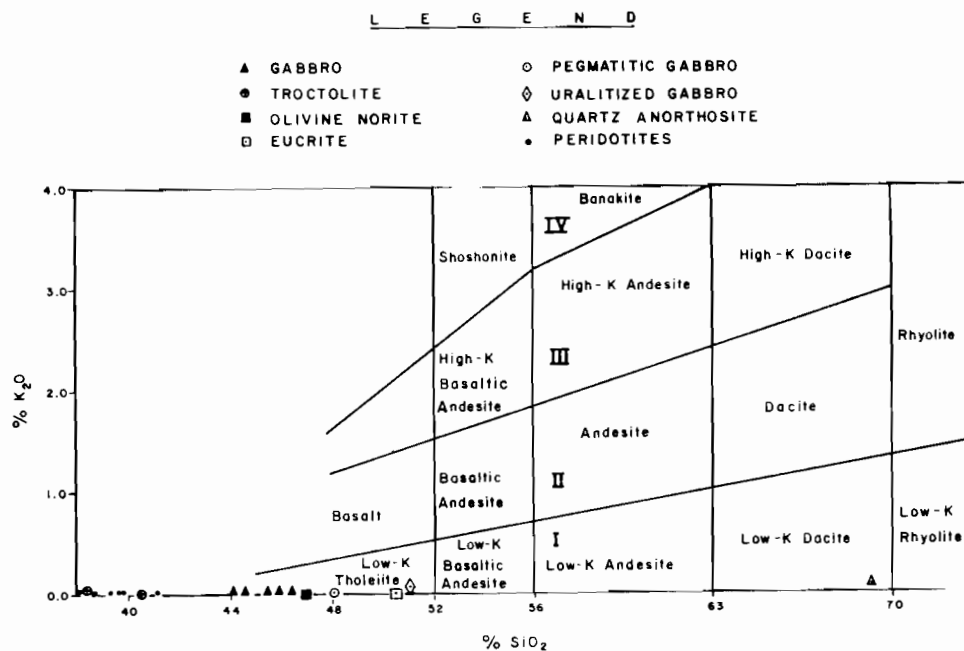 LEGEND
GABBRO
TROCTOLITE
OLIVINE NORITE
EUCRITE
PEGMATITIC GABBRO
URALITIZED GABBRO
QUARTZ ANORTHOSITE
PERIDOTITES
% K2O
4.0
3.0
2.0
1.0
0.0
Banakite
IV
Shoshonite
High-K Andesite
High-K Dacite
High-K
Basaltic
Andesite
III
Rhyolite
Andesite
Dacite
Basaltic
Andesite
II
Basalt
I
Low-K
Tholeiite
Low-K
Basaltic
Andesite
Low-K Andesite
Low-K Dacite
Low-K
Rhyolite
40
44
48
52
56
63
70
% SiO2